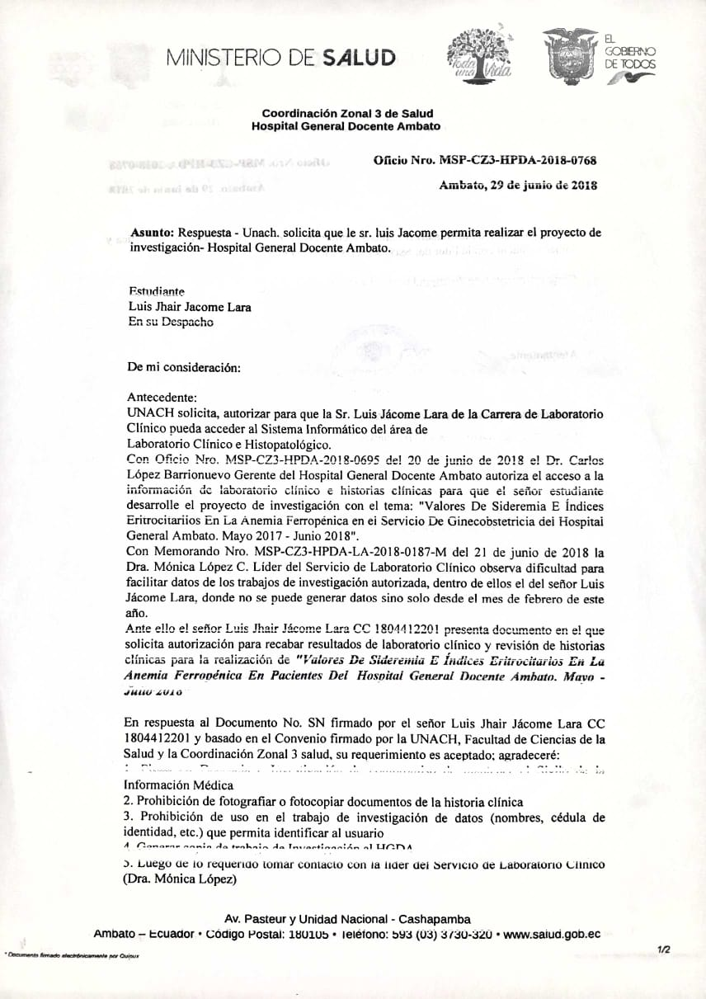 MINISTERIO DE SALUD
Toda una Vida
EL GOBIERNO DE TODOS
Coordinación Zonal 3 de Salud
Hospital General Docente Ambato
Oficio Nro. MSP-CZ3-HPDA-2018-0768
Ambato, 29 de junio de 2018
Asunto: Respuesta - Unach. solicita que le sr. luis Jacome permita realizar el proyecto de
investigación- Hospital General Docente Ambato.
Estudiante
Luis Jhair Jacome Lara
En su Despacho
De mi consideración:
Antecedente:
UNACH solicita, autorizar para que la Sr. Luis Jácome Lara de la Carrera de Laboratorio
Clínico pueda acceder al Sistema Informático del área de
Laboratorio Clínico e Histopatológico.
Con Oficio Nro. MSP-CZ3-HPDA-2018-0695 del 20 de junio de 2018 el Dr. Carlos
López Barrionuevo Gerente del Hospital General Docente Ambato autoriza el acceso a la
información de laboratorio clínico e historias clínicas para que el señor estudiante
desarrolle el proyecto de investigación con el tema: "Valores De Sideremia E Índices
Eritrocitariios En La Anemia Ferropénica en el Servicio De Ginecobstetricia del Hospital
General Ambato. Mayo 2017 - Junio 2018".
Con Memorando Nro. MSP-CZ3-HPDA-LA-2018-0187-M del 21 de junio de 2018 la
Dra. Mónica López C. Líder del Servicio de Laboratorio Clínico observa dificultad para
facilitar datos de los trabajos de investigación autorizada, dentro de ellos el del señor Luis
Jácome Lara, donde no se puede generar datos sino solo desde el mes de febrero de este
año.
Ante ello el señor Luis Jhair Jácome Lara CC 1804412201 presenta documento en el que
solicita autorización para recabar resultados de laboratorio clínico y revisión de historias
clínicas para la realización de "Valores De Sideremia E Índices Eritrocitarios En La
Anemia Ferropénica En Pacientes Del Hospital General Docente Ambato. Mayo -
Julio 2018
En respuesta al Documento No. SN firmado por el señor Luis Jhair Jácome Lara CC
1804412201 y basado en el Convenio firmado por la UNACH, Facultad de Ciencias de la
Salud y la Coordinación Zonal 3 salud, su requerimiento es aceptado; agradeceré:
Información Médica
2. Prohibición de fotografiar o fotocopiar documentos de la historia clínica
3. Prohibición de uso en el trabajo de investigación de datos (nombres, cédula de
identidad, etc.) que permita identificar al usuario
4. Generar copia de trabajo de Investigación al HGDA
5. Luego de lo requerido tomar contacto con la líder del Servicio de Laboratorio Clínico
(Dra. Mónica López)
Av. Pasteur y Unidad Nacional - Cashapamba
Ambato – Ecuador • Código Postal: 180105 • Teléfono: 593 (03) 3730-320 • www.salud.gob.ec
* Documento firmado electrónicamente por Quipux
1/2